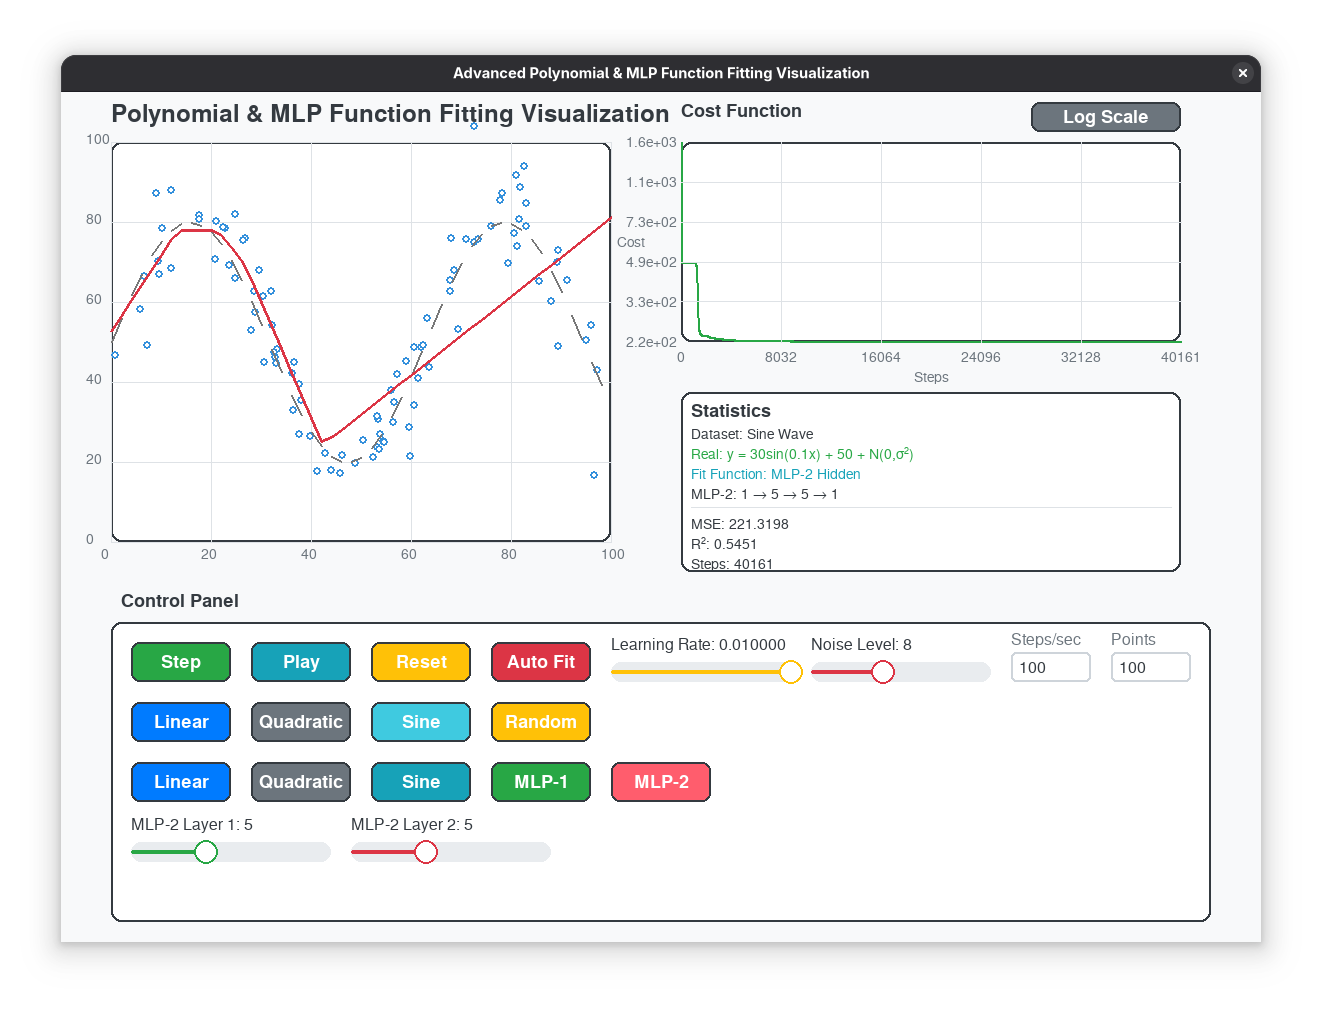 Advanced Polynomial & MLP Function Fitting Visualization
Polynomial & MLP Function Fitting Visualization
100
80
60
40
20
0
0 20 40 60 80 100
Cost Function
Log Scale
1.6e+03
1.1e+03
7.3e+02
Cost
4.9e+02
3.3e+02
2.2e+02
0 8032 16064 24096 32128 40161
Steps
Statistics
Dataset: Sine Wave
Real: y = 30sin(0.1x) + 50 + N(0,σ²)
Fit Function: MLP-2 Hidden
MLP-2: 1 → 5 → 5 → 1
MSE: 221.3198
R²: 0.5451
Steps: 40161
Control Panel
Step Play Reset Auto Fit
Learning Rate: 0.010000
Noise Level: 8
Steps/sec
100
Points
100
Linear Quadratic Sine Random
Linear Quadratic Sine MLP-1 MLP-2
MLP-2 Layer 1: 5
MLP-2 Layer 2: 5